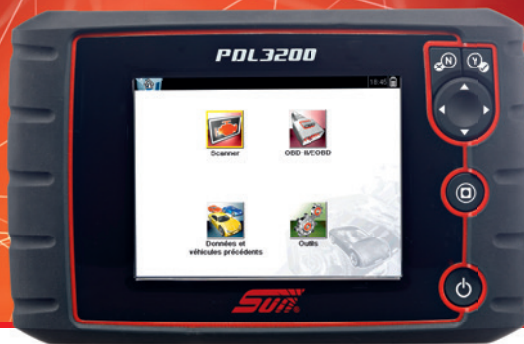 PDL3200
18:45
N Y
Scanner
OBD-II/EOBD
Données et
véhicules précédents
Outils
Sun